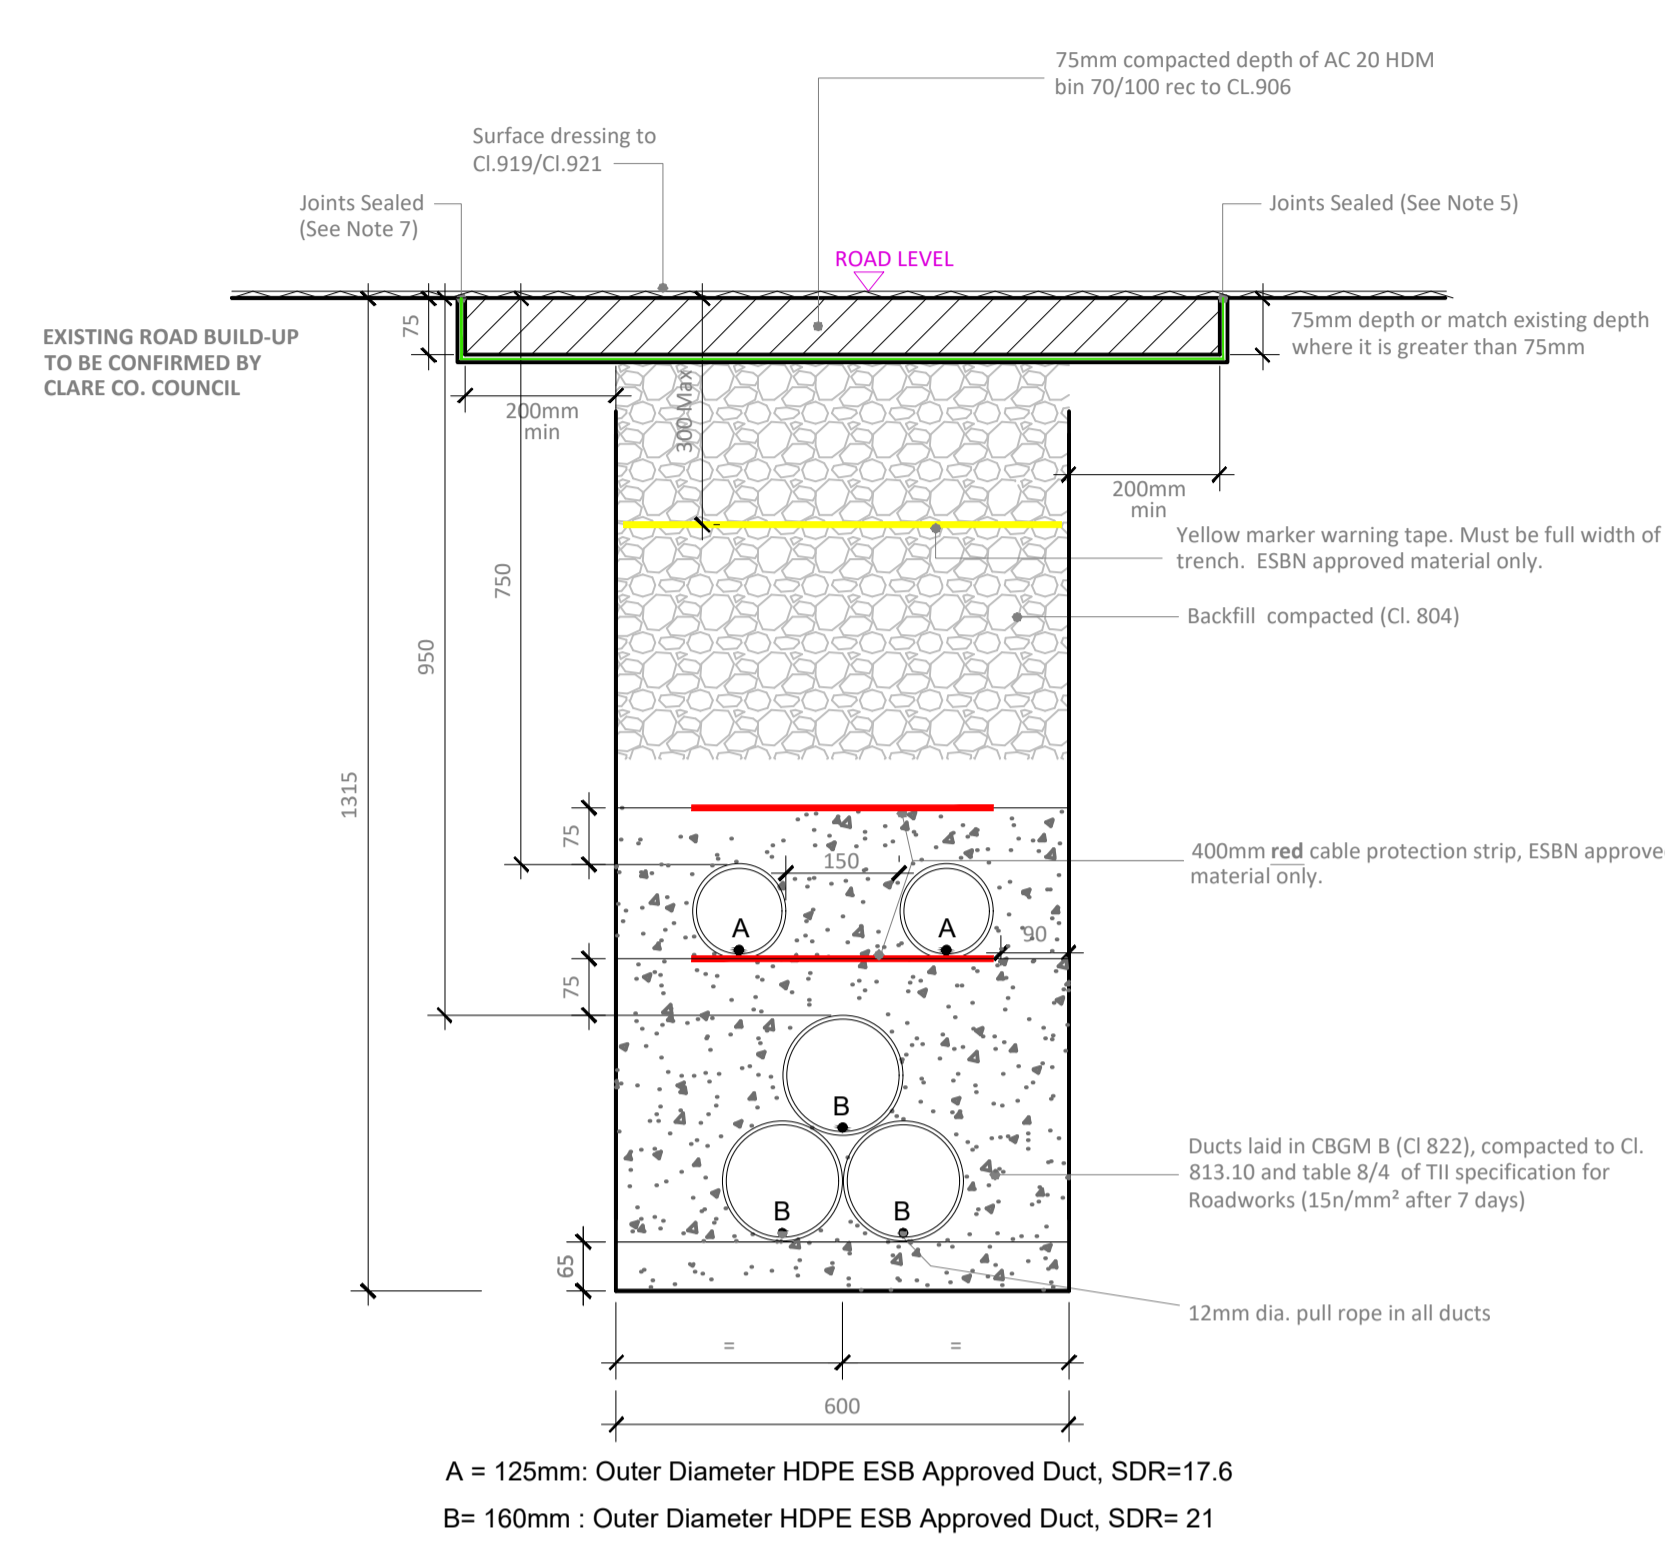 75mm compacted depth of AC 20 HDM
bin 70/100 rec to CL.906
Surface dressing to
Cl.919/Cl.921
Joints Sealed
(See Note 7)
Joints Sealed (See Note 5)
ROAD LEVEL
EXISTING ROAD BUILD-UP
TO BE CONFIRMED BY
CLARE CO. COUNCIL
75
75mm depth or match existing depth
where it is greater than 75mm
200mm
min
300 Max
200mm
min
Yellow marker warning tape. Must be full width of
trench. ESBN approved material only.
750
Backfill compacted (Cl. 804)
950
1315
75
150
400mm red cable protection strip, ESBN approve
material only.
A
A
90
75
B
Ducts laid in CBGM B (Cl 822), compacted to Cl.
813.10 and table 8/4 of TII specification for
Roadworks (15n/mm² after 7 days)
B
B
65
12mm dia. pull rope in all ducts
=
=
600
A = 125mm: Outer Diameter HDPE ESB Approved Duct, SDR=17.6
B= 160mm : Outer Diameter HDPE ESB Approved Duct, SDR= 21